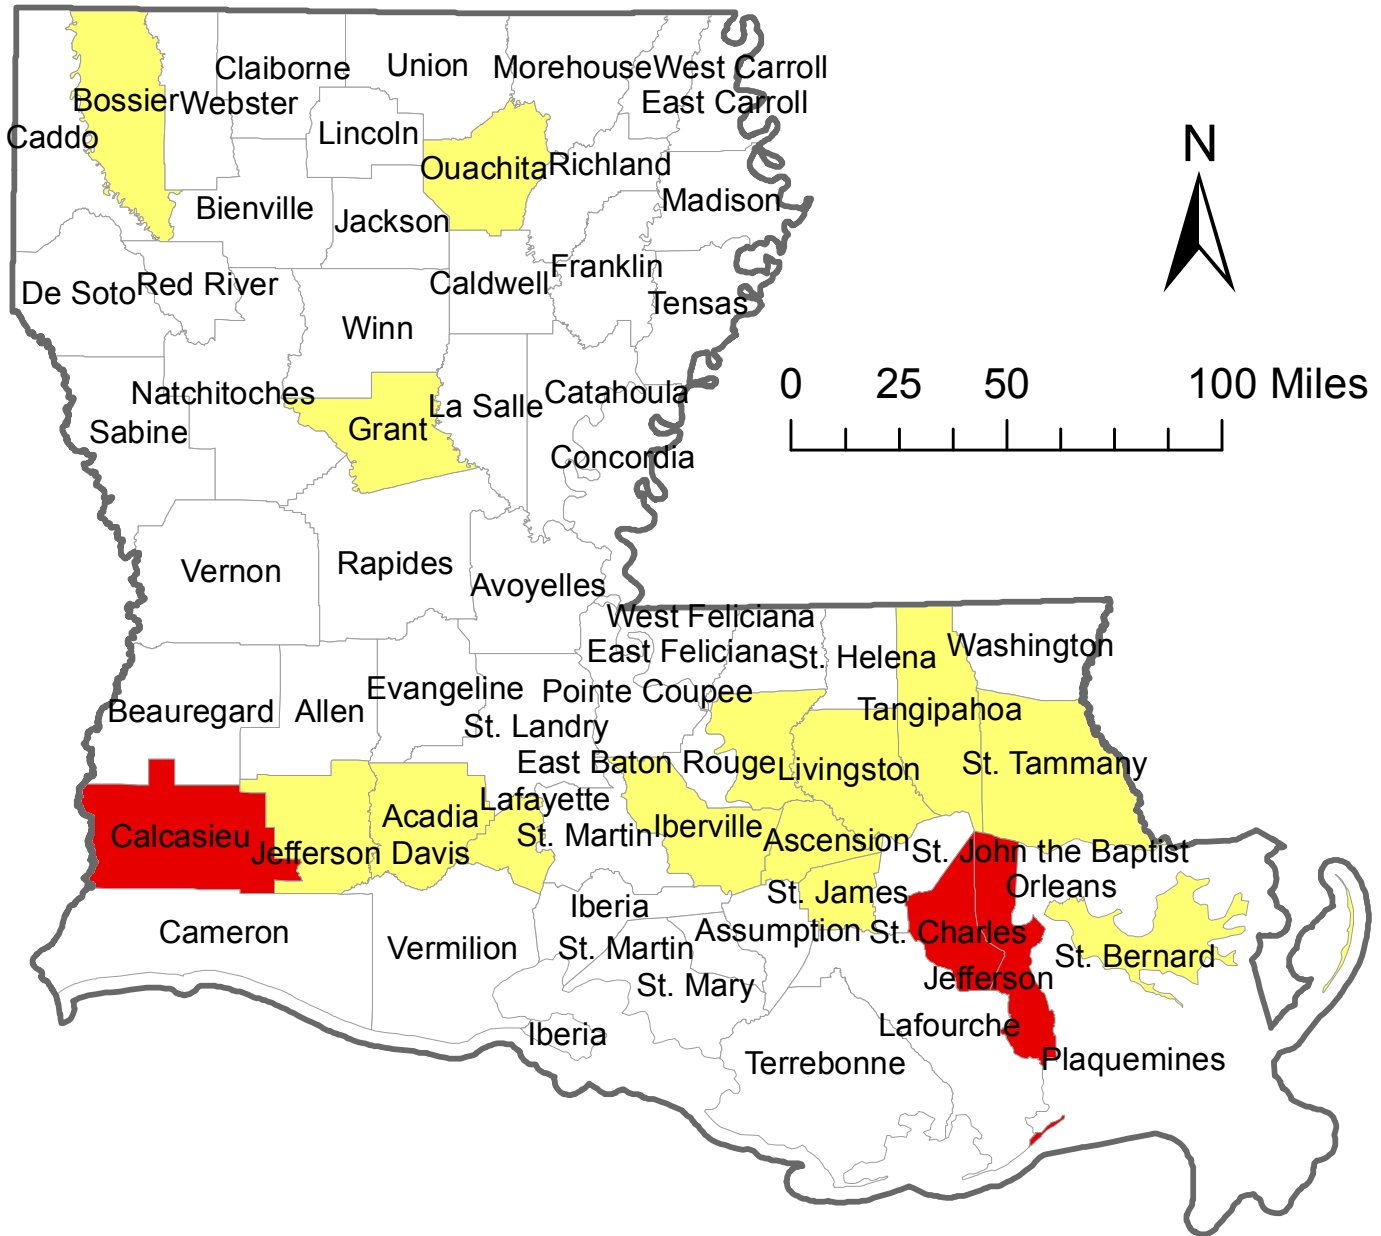 Claiborne
Union
Morehouse
West Carroll
Bossier
Webster
East Carroll
Caddo
Lincoln
N
Ouachita
Richland
Bienville
Jackson
Madison
De Soto
Red River
Caldwell
Franklin
Tensas
Winn
0 25 50 100 Miles
Natchitoches
La Salle
Catahoula
Sabine
Grant
Concordia
Vernon
Rapides
Avoyelles
West Feliciana
East Feliciana
St. Helena
Washington
Evangeline
Pointe Coupee
Beauregard
Allen
St. Landry
Tangipahoa
East Baton Rouge
Livingston
St. Tammany
Lafayette
Acadia
Calcasieu
Jefferson Davis
St. Martin
Iberville
Ascension
St. John the Baptist
Orleans
St. James
Iberia
Cameron
Vermilion
St. Martin
Assumption
St. Charles
St. Bernard
St. Mary
Jefferson
Iberia
Lafourche
Terrebonne
Plaquemines